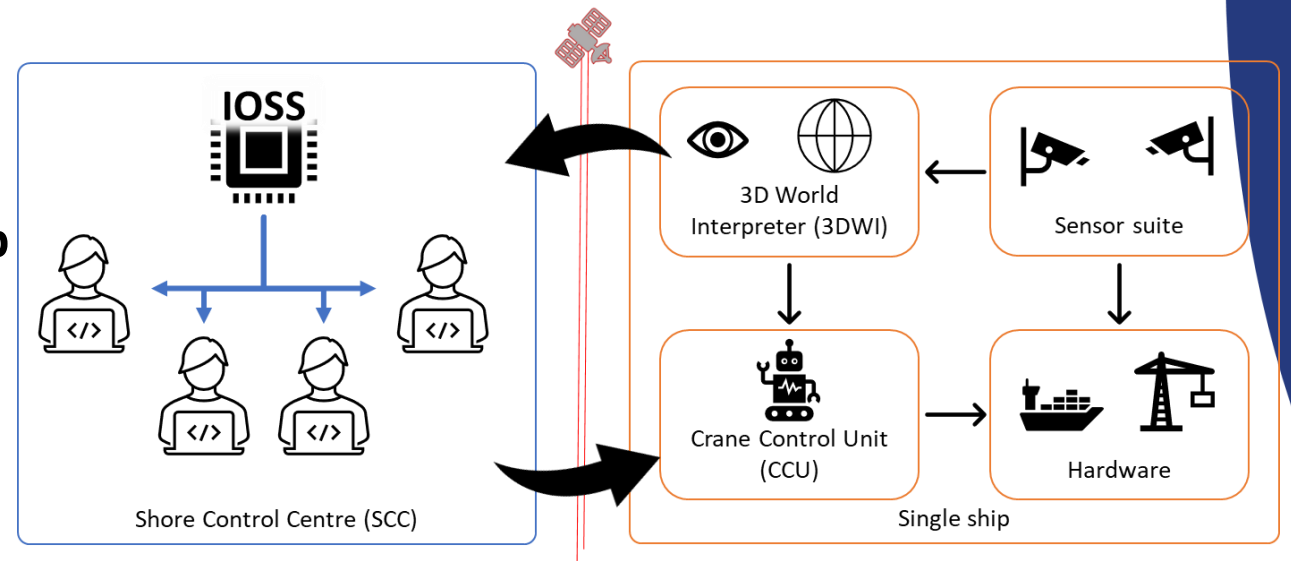 IOSS
</>
</>
</>
</>
Shore Control Centre (SCC)
3D World
Interpreter (3DWI)
Sensor suite
Crane Control Unit
(CCU)
Hardware
Single ship